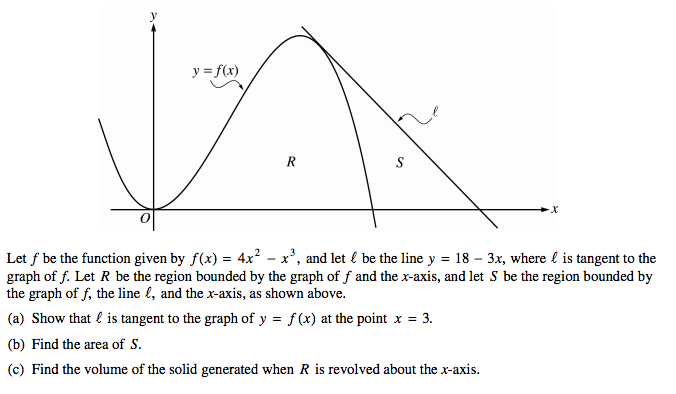 y
y = f(x)
ℓ
R
S
x
O
Let f be the function given by f(x) = 4x² – x³, and let ℓ be the line y = 18 – 3x, where ℓ is tangent to the
graph of f. Let R be the region bounded by the graph of f and the x-axis, and let S be the region bounded by
the graph of f, the line ℓ, and the x-axis, as shown above.
(a) Show that ℓ is tangent to the graph of y = f(x) at the point x = 3.
(b) Find the area of S.
(c) Find the volume of the solid generated when R is revolved about the x-axis.